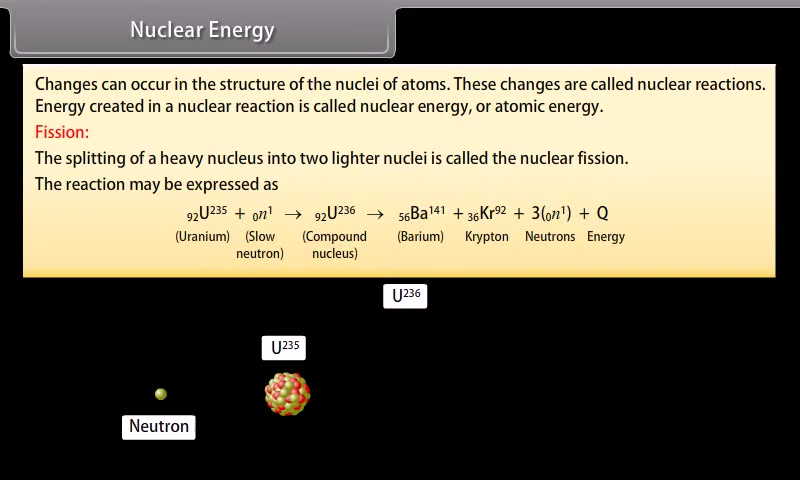 Nuclear Energy
Changes can occur in the structure of the nuclei of atoms. These changes are called nuclear reactions.
Energy created in a nuclear reaction is called nuclear energy, or atomic energy.
Fission:
The splitting of a heavy nucleus into two lighter nuclei is called the nuclear fission.
The reaction may be expressed as
₉₂U²³⁵ + ₀n¹ → ₉₂U²³⁶ → ₅₆Ba¹⁴¹ + ₃₆Kr⁹² + 3(₀n¹) + Q
(Uranium) (Slow neutron) (Compound nucleus) (Barium) Krypton Neutrons Energy
U²³⁶
U²³⁵
Neutron